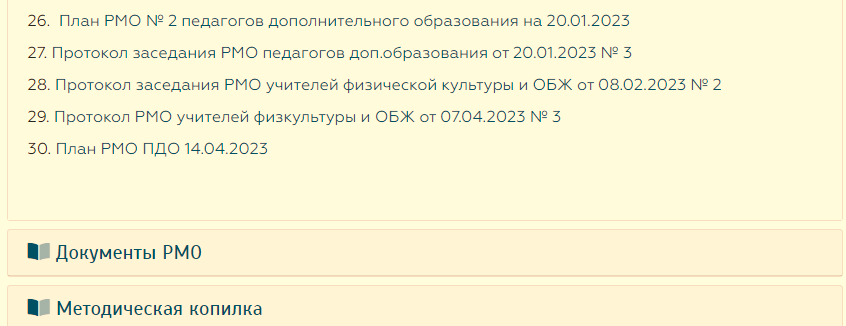 26. План РМО № 2 педагогов дополнительного образования на 20.01.2023
27. Протокол заседания РМО педагогов доп.образования от 20.01.2023 № 3
28. Протокол заседания РМО учителей физической культуры и ОБЖ от 08.02.2023 № 2
29. Протокол РМО учителей физкультуры и ОБЖ от 07.04.2023 № 3
30. План РМО ПДО 14.04.2023
Документы РМО
Методическая копилка